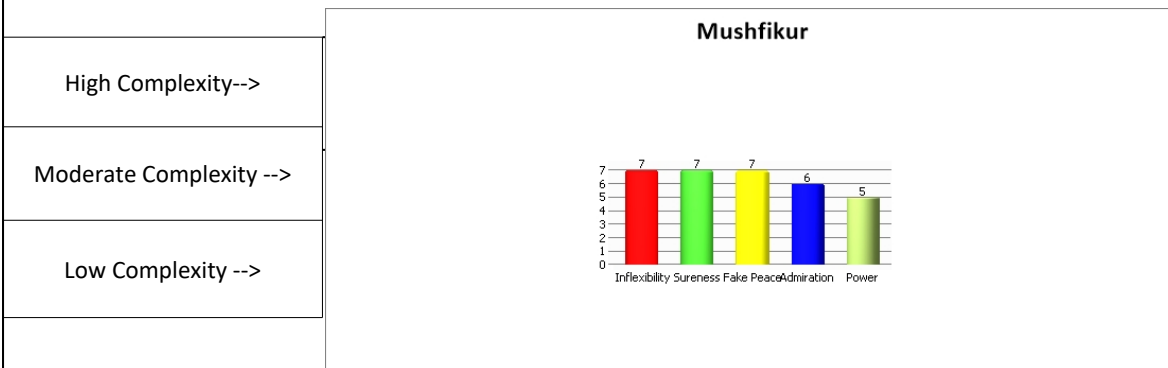 Mushfikur
High Complexity-->
Moderate Complexity -->
Low Complexity -->
7 7 7 6 5
7
6
5
4
3
2
1
0
Inflexibility Sureness Fake Peace Admiration Power